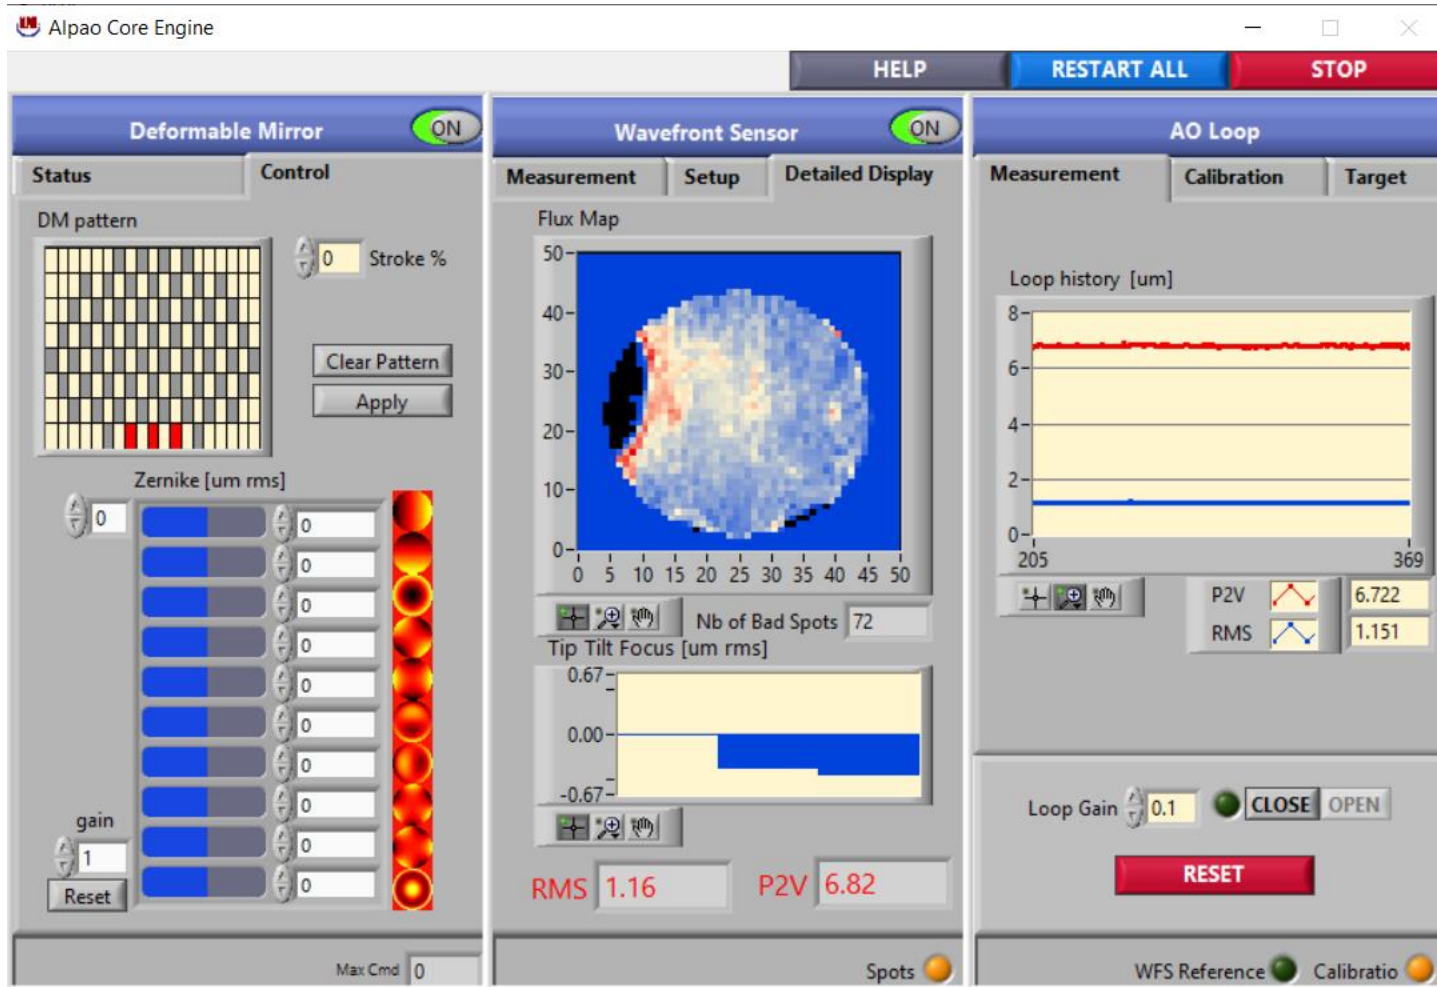 Alpao Core Engine
HELP RESTART ALL STOP
Deformable Mirror ON
Status Control
DM pattern
0 Stroke %
Clear Pattern
Apply
Zernike [um rms]
0
0
0
0
0
0
0
0
0
0
0
gain
1
Reset
Max Cmd 0
Wavefront Sensor ON
Measurement Setup Detailed Display
Flux Map
50
40
30
20
10
0
0 5 10 15 20 25 30 35 40 45 50
Nb of Bad Spots 72
Tip Tilt Focus [um rms]
0.67
0.00
-0.67
RMS 1.16 P2V 6.82
Spots
AO Loop
Measurement Calibration Target
Loop history [um]
8
6
4
2
0
205 369
P2V 6.722
RMS 1.151
Loop Gain 0.1 CLOSE OPEN
RESET
WFS Reference Calibratio